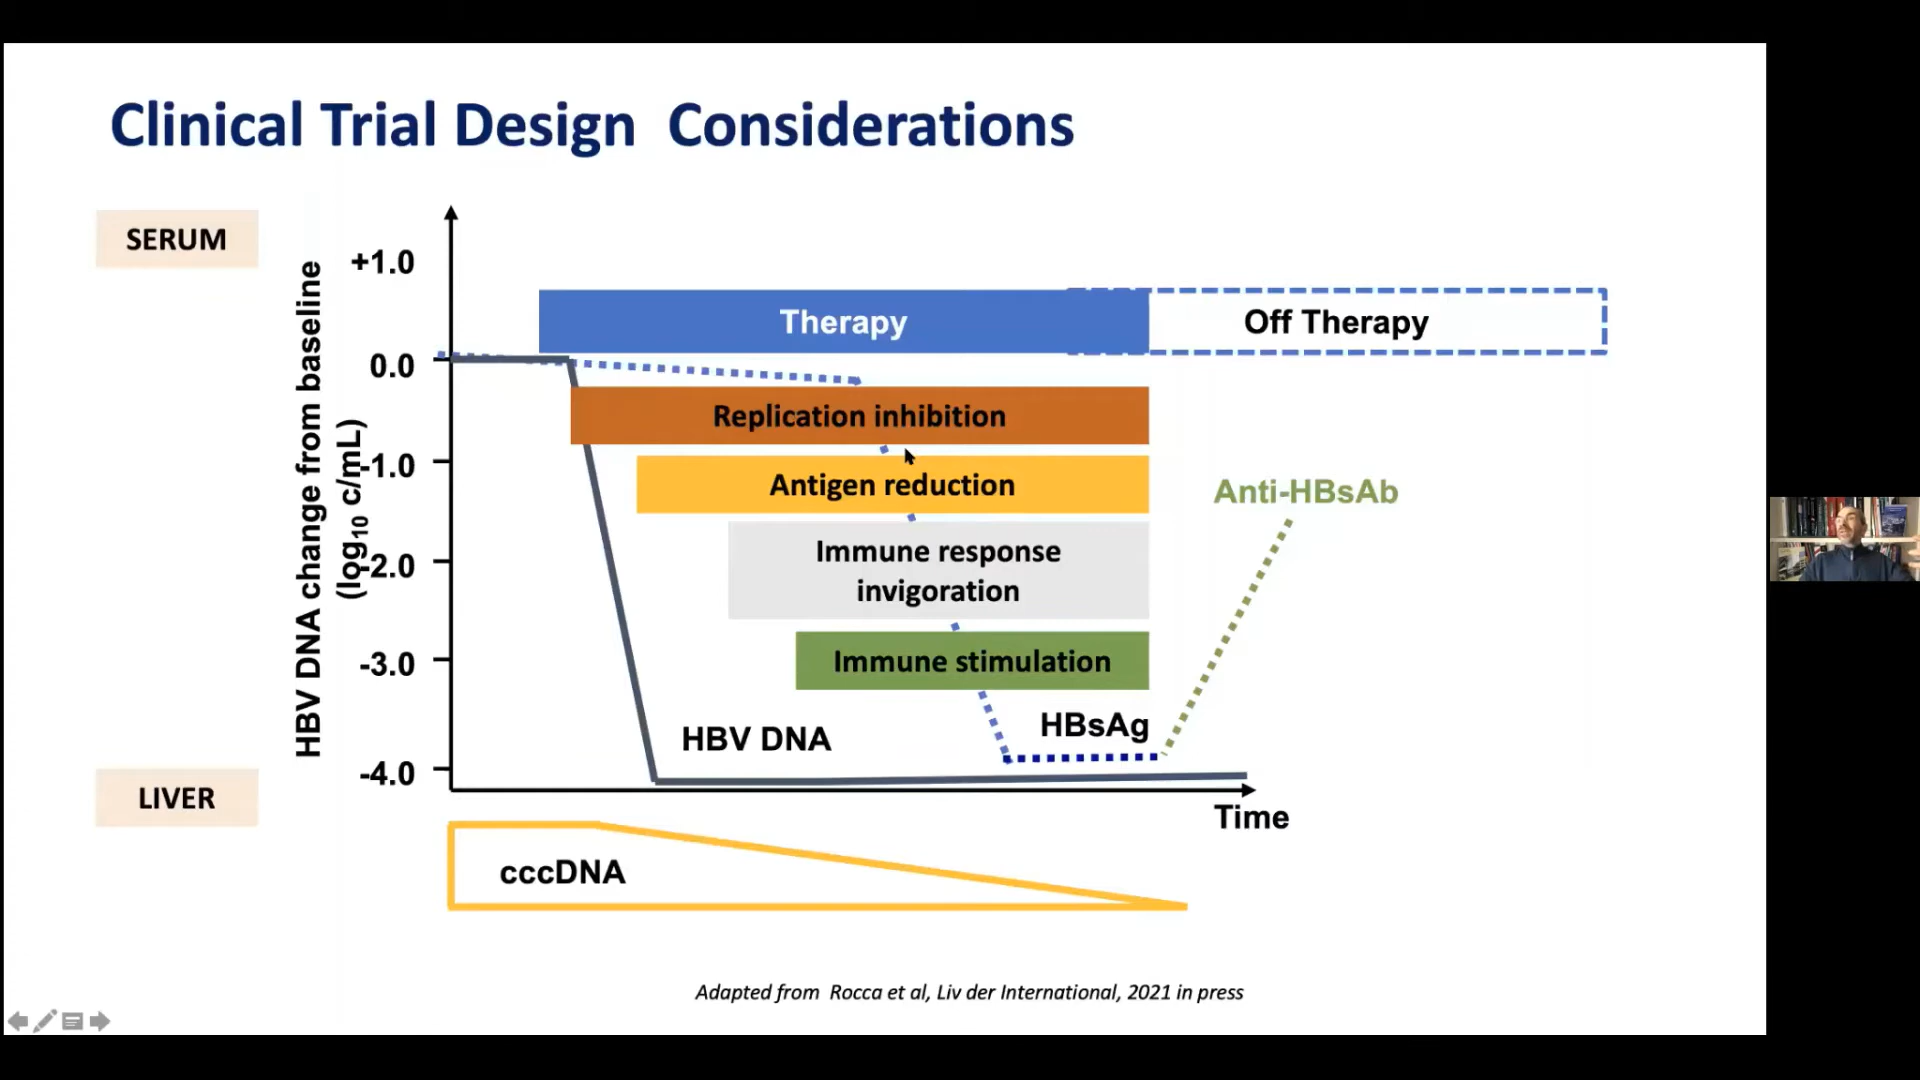 Clinical Trial Design  Considerations
SERUM
HBV DNA change from baseline
(log10 c/mL)
+1.0
0.0
-1.0
-2.0
-3.0
-4.0
Therapy
Off Therapy
Replication inhibition
Antigen reduction
Immune response
invigoration
Immune stimulation
Anti-HBsAb
HBsAg
HBV DNA
Time
LIVER
cccDNA
Adapted from  Rocca et al, Liv der International, 2021 in press